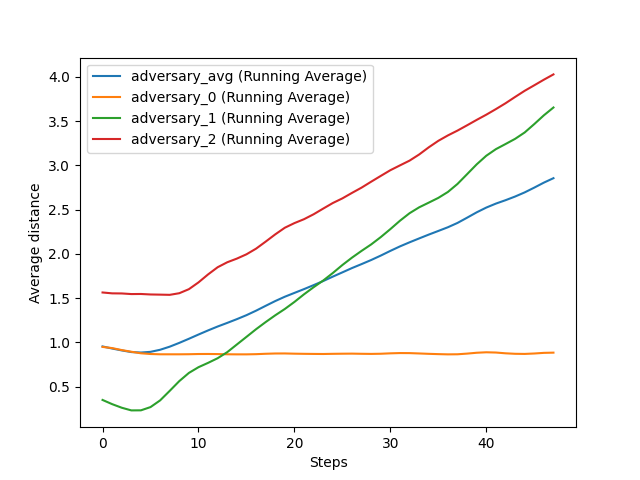 adversary_avg (Running Average)
adversary_0 (Running Average)
adversary_1 (Running Average)
adversary_2 (Running Average)
Average distance
4.0
3.5
3.0
2.5
2.0
1.5
1.0
0.5
0 10 20 30 40
Steps